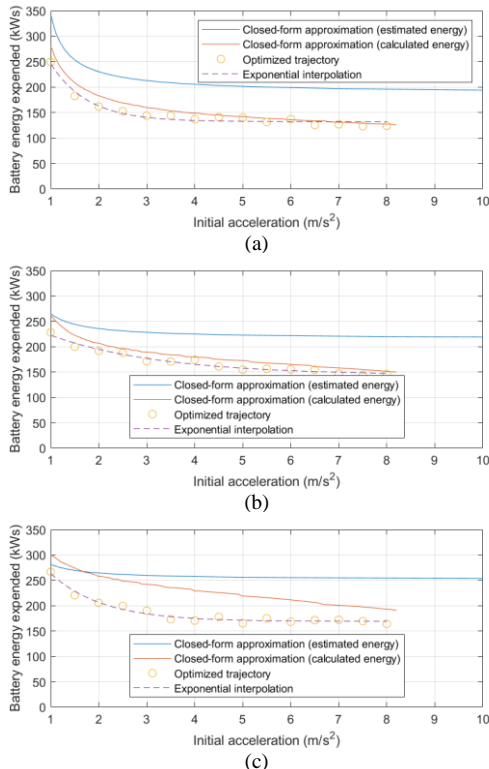 350
300
250
200
150
100
50
0
Battery energy expended (kWs)
Closed-form approximation (estimated energy)
Closed-form approximation (calculated energy)
Optimized trajectory
Exponential interpolation
1 2 3 4 5 6 7 8 9 10
Initial acceleration (m/s²)
(a)
350
300
250
200
150
100
50
0
Battery energy expended (kWs)
Closed-form approximation (estimated energy)
Closed-form approximation (calculated energy)
Optimized trajectory
Exponential interpolation
1 2 3 4 5 6 7 8 9 10
Initial acceleration (m/s²)
(b)
350
300
250
200
150
100
50
0
Battery energy expended (kWs)
Closed-form approximation (estimated energy)
Closed-form approximation (calculated energy)
Optimized trajectory
Exponential interpolation
1 2 3 4 5 6 7 8 9 10
Initial acceleration (m/s²)
(c)